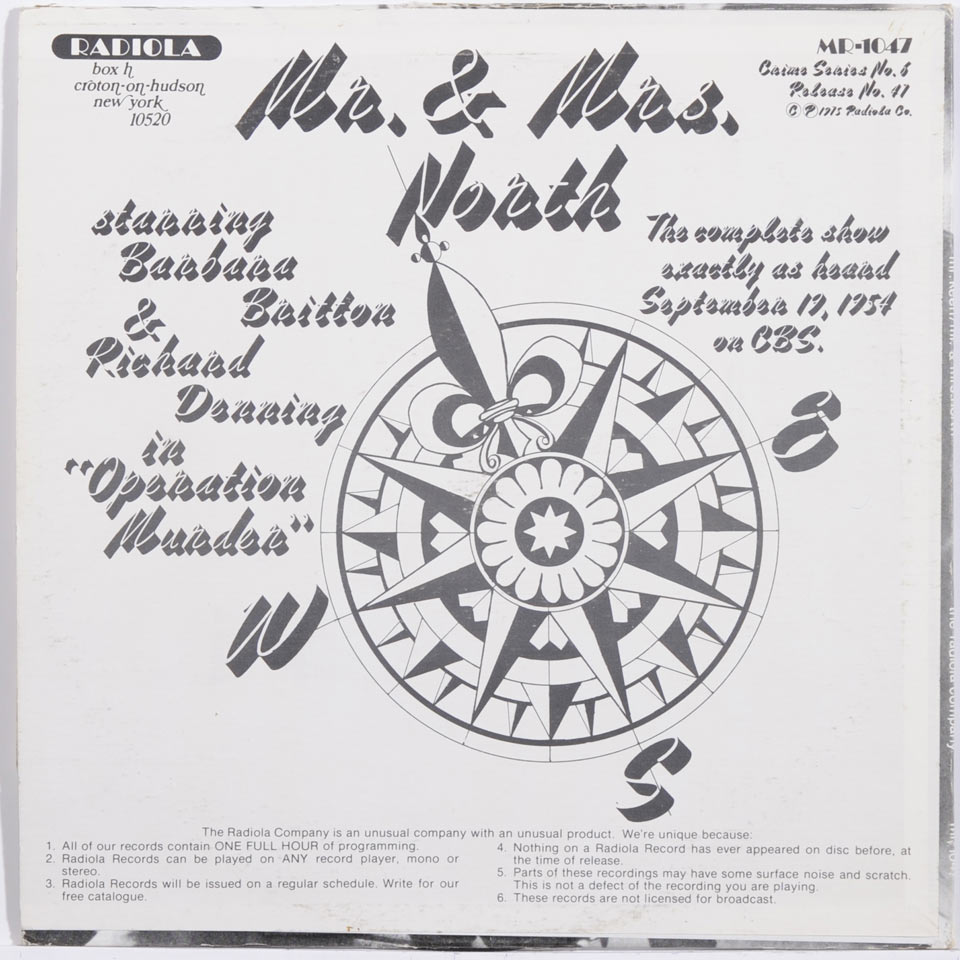 RADIOLA
box h
croton-on-hudson
new york
10520
MR-1047
Crime Series No. 6
Release No. 47
© ℗ 1975 Radiola Co.
Mr. & Mrs.
North
starring
Barbara
Britton
&
Richard
Denning
in
"Operation
Murder"
The complete show
exactly as heard
September 19, 1954
on CBS.
E
W
S
The Radiola Company is an unusual company with an unusual product. We're unique because:
1. All of our records contain ONE FULL HOUR of programming.
2. Radiola Records can be played on ANY record player, mono or
stereo.
3. Radiola Records will be issued on a regular schedule. Write for our
free catalogue.
4. Nothing on a Radiola Record has ever appeared on disc before, at
the time of release.
5. Parts of these recordings may have some surface noise and scratch.
This is not a defect of the recording you are playing.
6. These records are not licensed for broadcast.
the radiola company